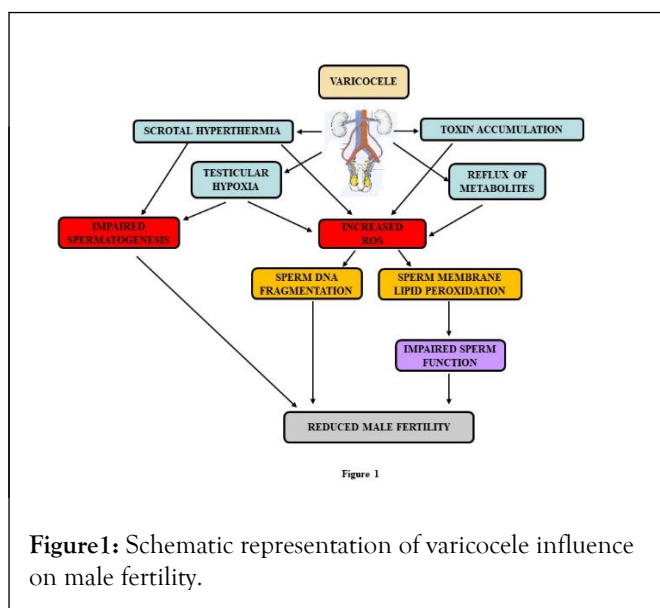 VARICOCELE
SCROTAL HYPERTHERMIA
TOXIN ACCUMULATION
TESTICULAR
HYPOXIA
REFLUX OF
METABOLITES
IMPAIRED
SPERMATOGENESIS
INCREASED
ROS
SPERM DNA
FRAGMENTATION
SPERM MEMBRANE
LIPID PEROXIDATION
IMPAIRED SPERM
FUNCTION
REDUCED MALE FERTILITY
Figure 1
Figure1: Schematic representation of varicocele influence
on male fertility.